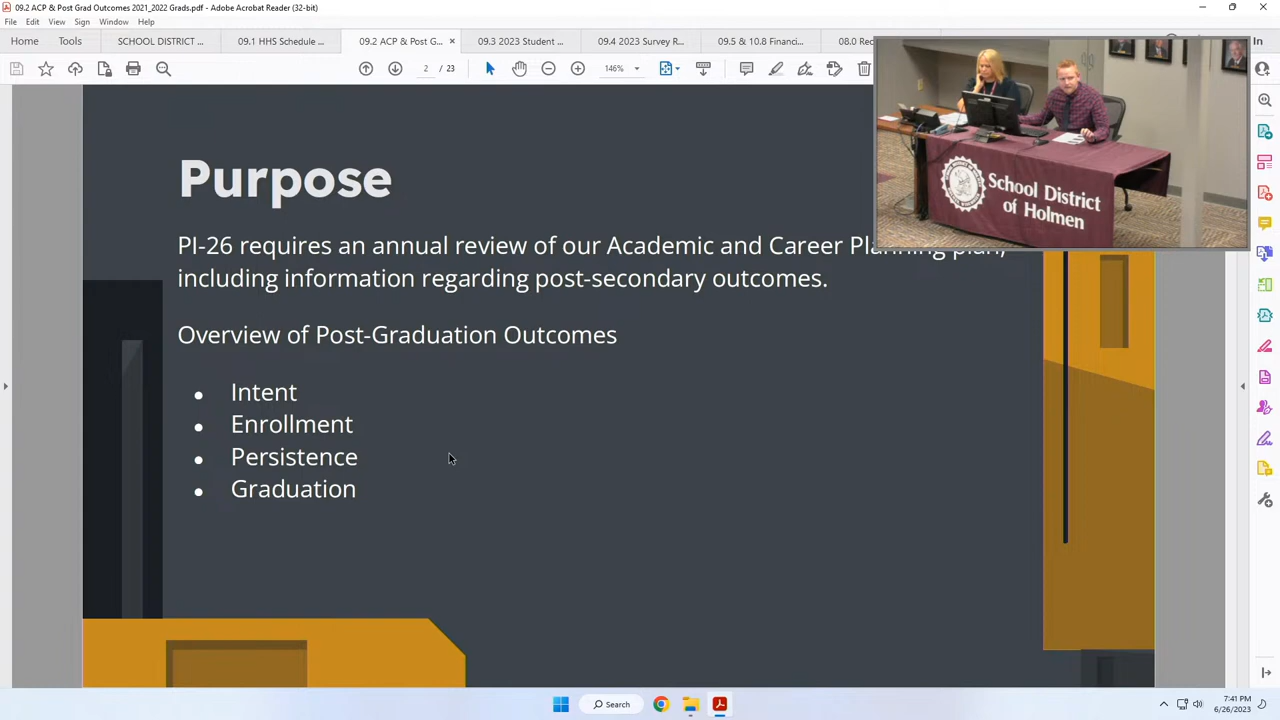 09.2 ACP & Post Grad Outcomes 2021_2022 Grads.pdf - Adobe Acrobat Reader (32-bit)
File Edit View Sign Window Help
Home Tools SCHOOL DISTRICT ... 09.1 HHS Schedule ... 09.2 ACP & Post G... 09.3 2023 Student ... 09.4 2023 Survey R... 09.5 & 10.8 Financi... 08.0 Rec In
2 / 23 146%
Purpose
PI-26 requires an annual review of our Academic and Career Planning plan,
including information regarding post-secondary outcomes.
Overview of Post-Graduation Outcomes
● Intent
● Enrollment
● Persistence
● Graduation
School District
of Holmen
Search
7:41 PM
6/26/2023